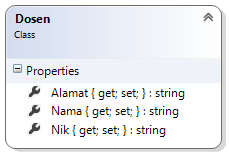 Dosen
Class
Properties
Alamat { get; set; } : string
Nama { get; set; } : string
Nik { get; set; } : string